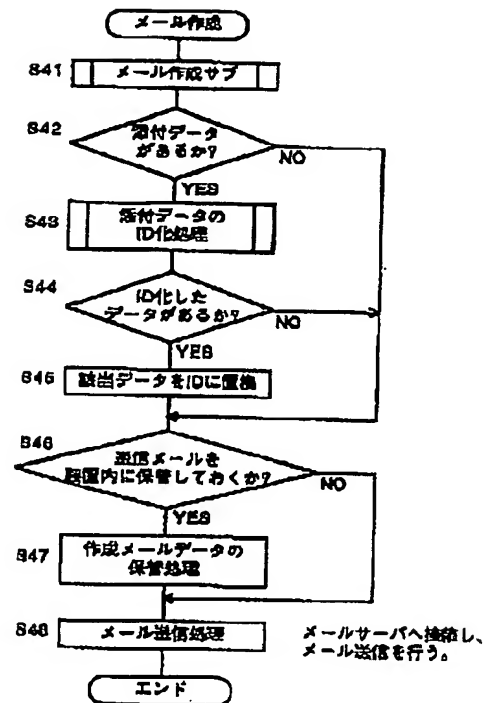 メール作成
S41
メール作成サブ
S42
添付データ
があるか?
NO
YES
S43
添付データの
ID化処理
S44
ID化した
データがあるか?
NO
YES
S45
該当データをIDに置換
S46
送信メールを
装置内に保管しておくか?
NO
YES
S47
作成メールデータの
保管処理
S48
メール送信処理
メールサーバへ接続し、
メール送信を行う。
エンド